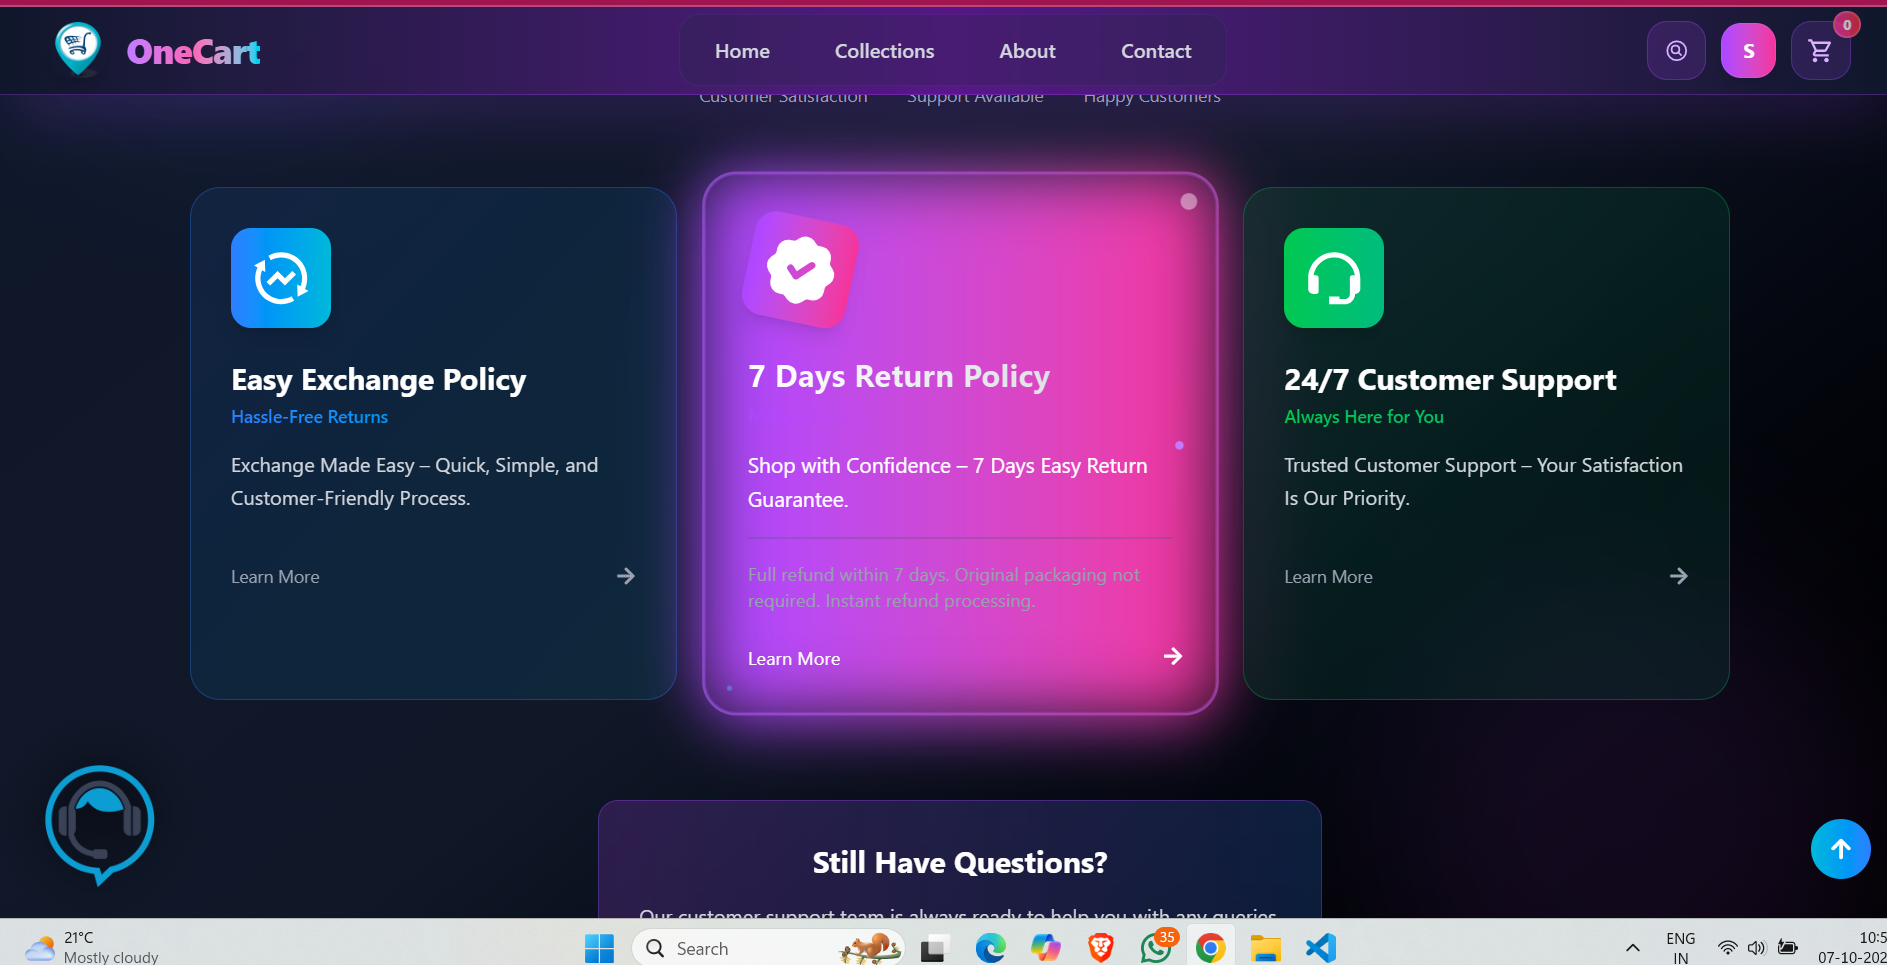 OneCart
Home
Collections
About
Contact
S
0
Customer Satisfaction
Support Available
Happy Customers
Easy Exchange Policy
Hassle-Free Returns
Exchange Made Easy – Quick, Simple, and
Customer-Friendly Process.
Learn More
7 Days Return Policy
Shop with Confidence – 7 Days Easy Return
Guarantee.
Full refund within 7 days. Original packaging not
required. Instant refund processing.
Learn More
24/7 Customer Support
Always Here for You
Trusted Customer Support – Your Satisfaction
Is Our Priority.
Learn More
Still Have Questions?
Our customer support team is always ready to help you with any queries
21°C
Mostly cloudy
Search
35
ENG
IN
10:5
07-10-202